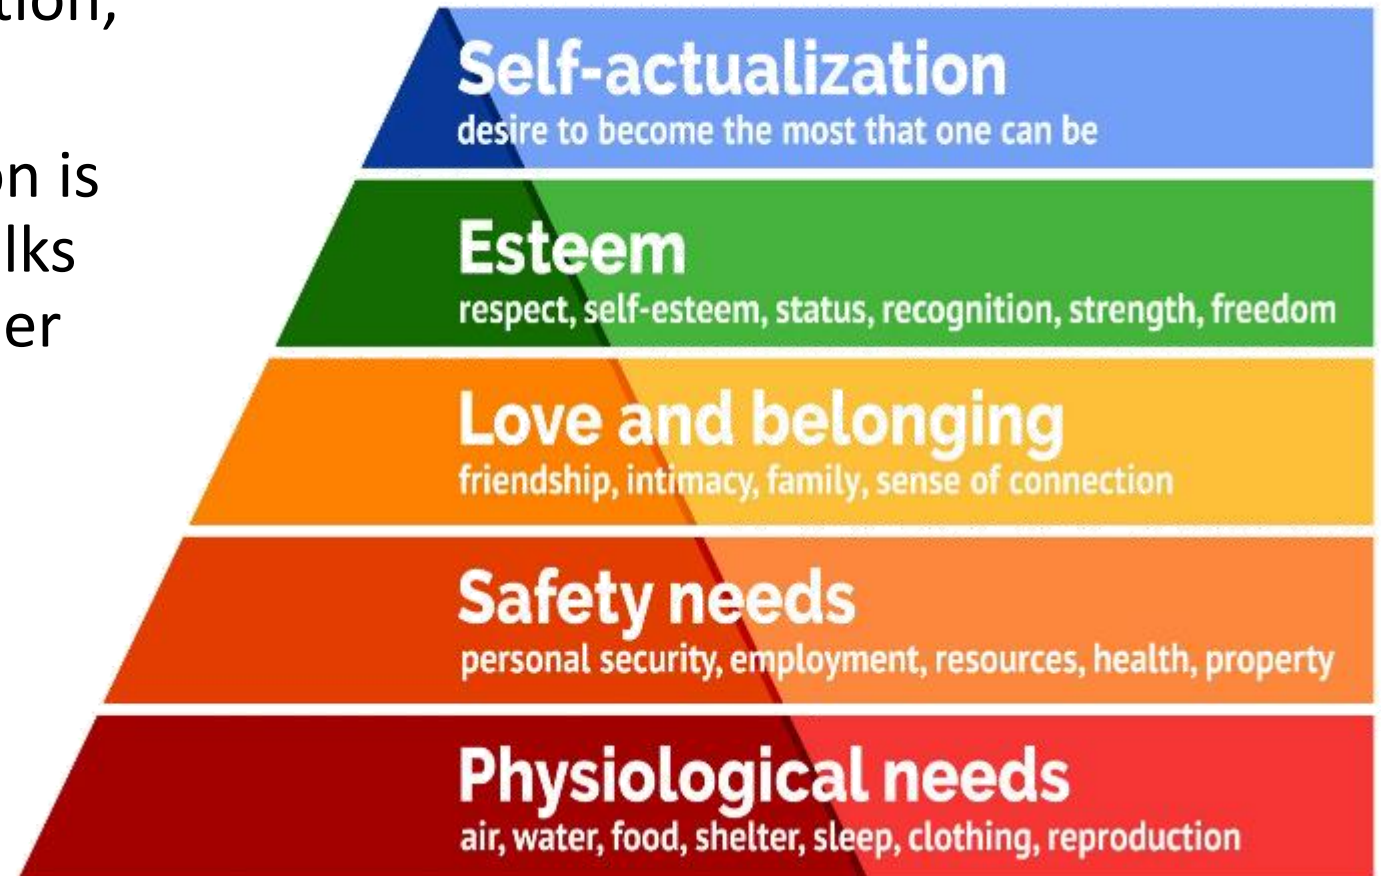 tion,
on is
lks
er
Self-actualization
desire to become the most that one can be
Esteem
respect, self-esteem, status, recognition, strength, freedom
Love and belonging
friendship, intimacy, family, sense of connection
Safety needs
personal security, employment, resources, health, property
Physiological needs
air, water, food, shelter, sleep, clothing, reproduction